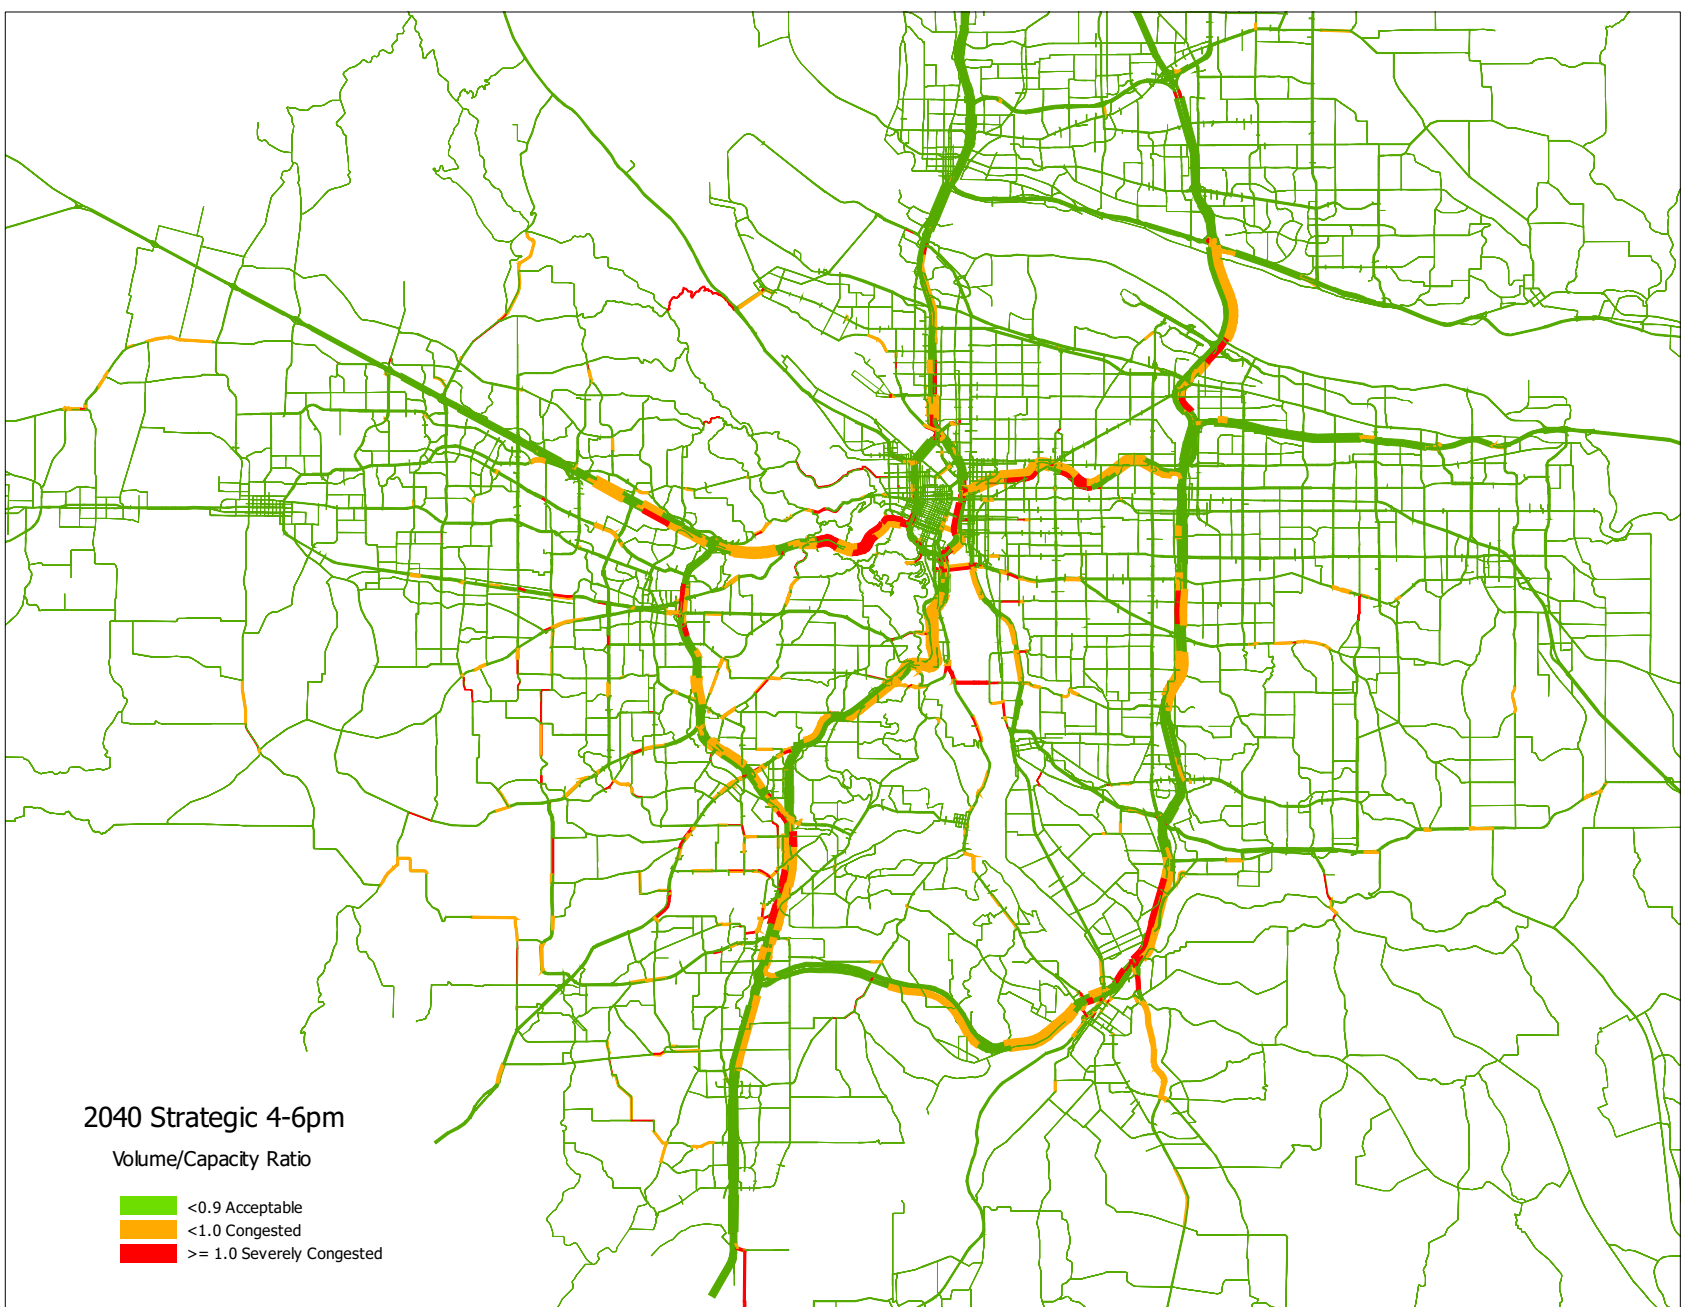 2040 Strategic 4-6pm
Volume/Capacity Ratio
<0.9 Acceptable
<1.0 Congested
>= 1.0 Severely Congested